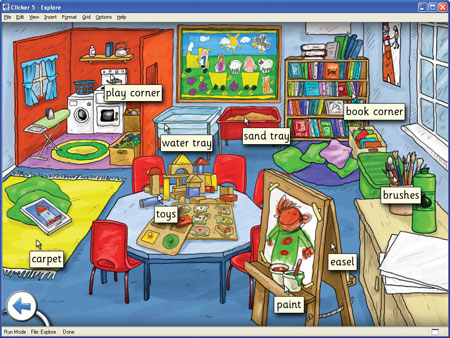 Clicker 5 - Explore
File Edit View Insert Format Grid Options Help
play corner
book corner
sand tray
water tray
brushes
toys
carpet
easel
paint
Run Mode File: Explore - Done